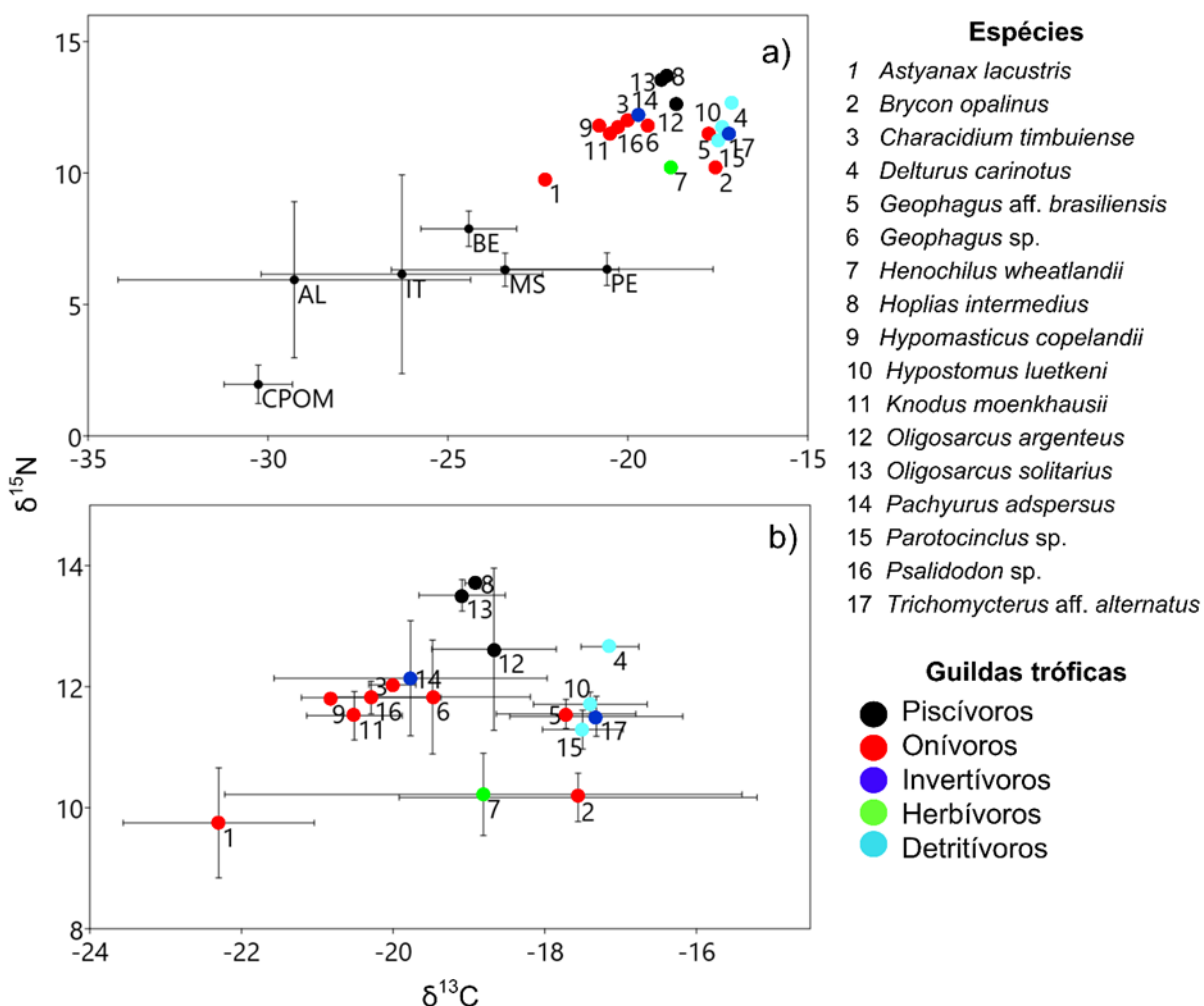 a)
15
10
5
0
-35
-30
-25
-20
-15
13
8
3
14
9
11
16
6
12
10
4
5
17
15
7
2
1
BE
AL
IT
MS
PE
CPOM
δ15N
b)
14
12
10
8
-24
-22
-20
-18
-16
8
13
12
4
3
14
9
11
16
6
10
5
15
17
7
2
1
δ13C
Espécies
1 Astyanax lacustris
2 Brycon opalinus
3 Characidium timbuiense
4 Delturus carinotus
5 Geophagus aff. brasiliensis
6 Geophagus sp.
7 Henochilus wheatlandii
8 Hoplias intermedius
9 Hypomasticus copelandii
10 Hypostomus luetkeni
11 Knodus moenkhausii
12 Oligosarcus argenteus
13 Oligosarcus solitarius
14 Pachyurus adspersus
15 Parotocinclus sp.
16 Psalidodon sp.
17 Trichomycterus aff. alternatus
Guildas tróficas
Piscívoros
Onívoros
Invertívoros
Herbívoros
Detritívoros